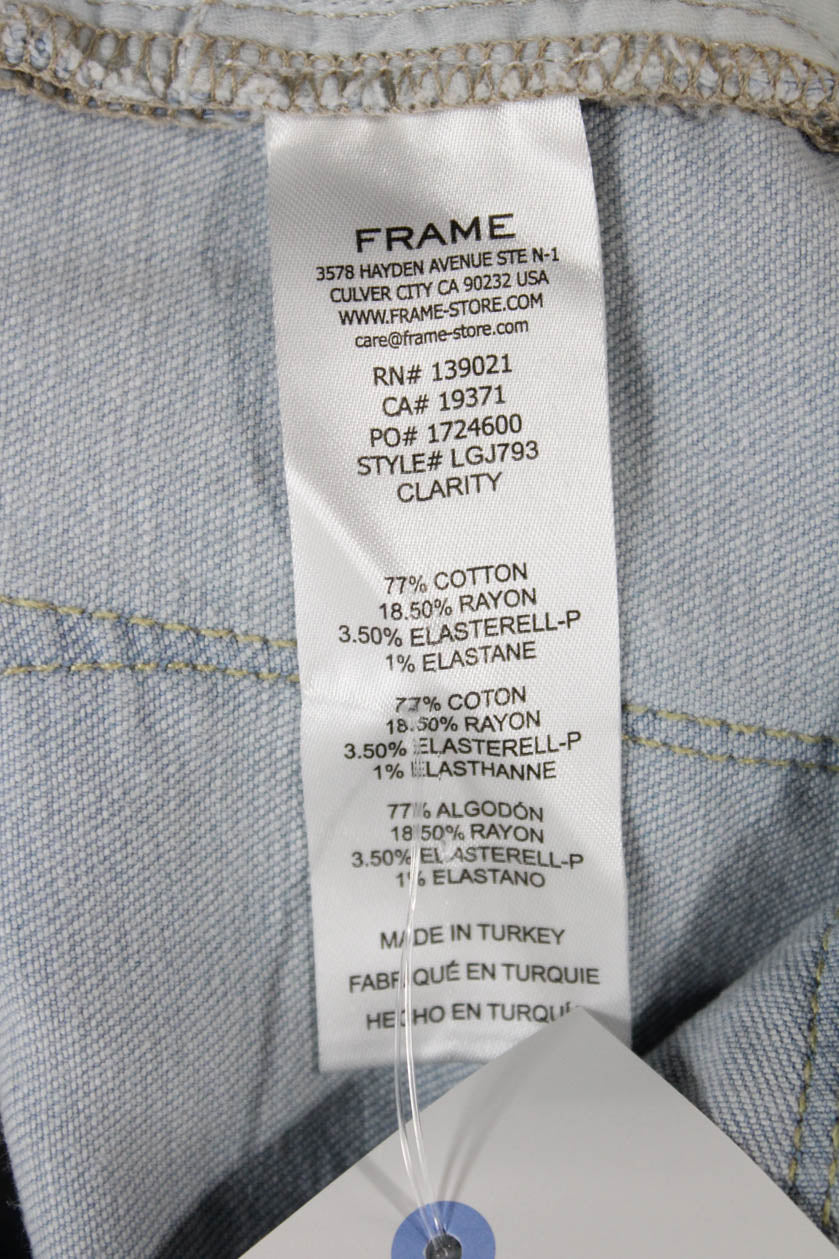 FRAME
3578 HAYDEN AVENUE STE N-1
CULVER CITY CA 90232 USA
WWW.FRAME-STORE.COM
care@frame-store.com
RN# 139021
CA# 19371
PO# 1724600
STYLE# LGJ793
CLARITY
77% COTTON
18.50% RAYON
3.50% ELASTERELL-P
1% ELASTANE
77% COTON
18.50% RAYON
3.50% ELASTERELL-P
1% ELASTHANNE
77% ALGODÓN
18.50% RAYON
3.50% ELASTERELL-P
1% ELASTANO
MADE IN TURKEY
FABRIQUÉ EN TURQUIE
HECHO EN